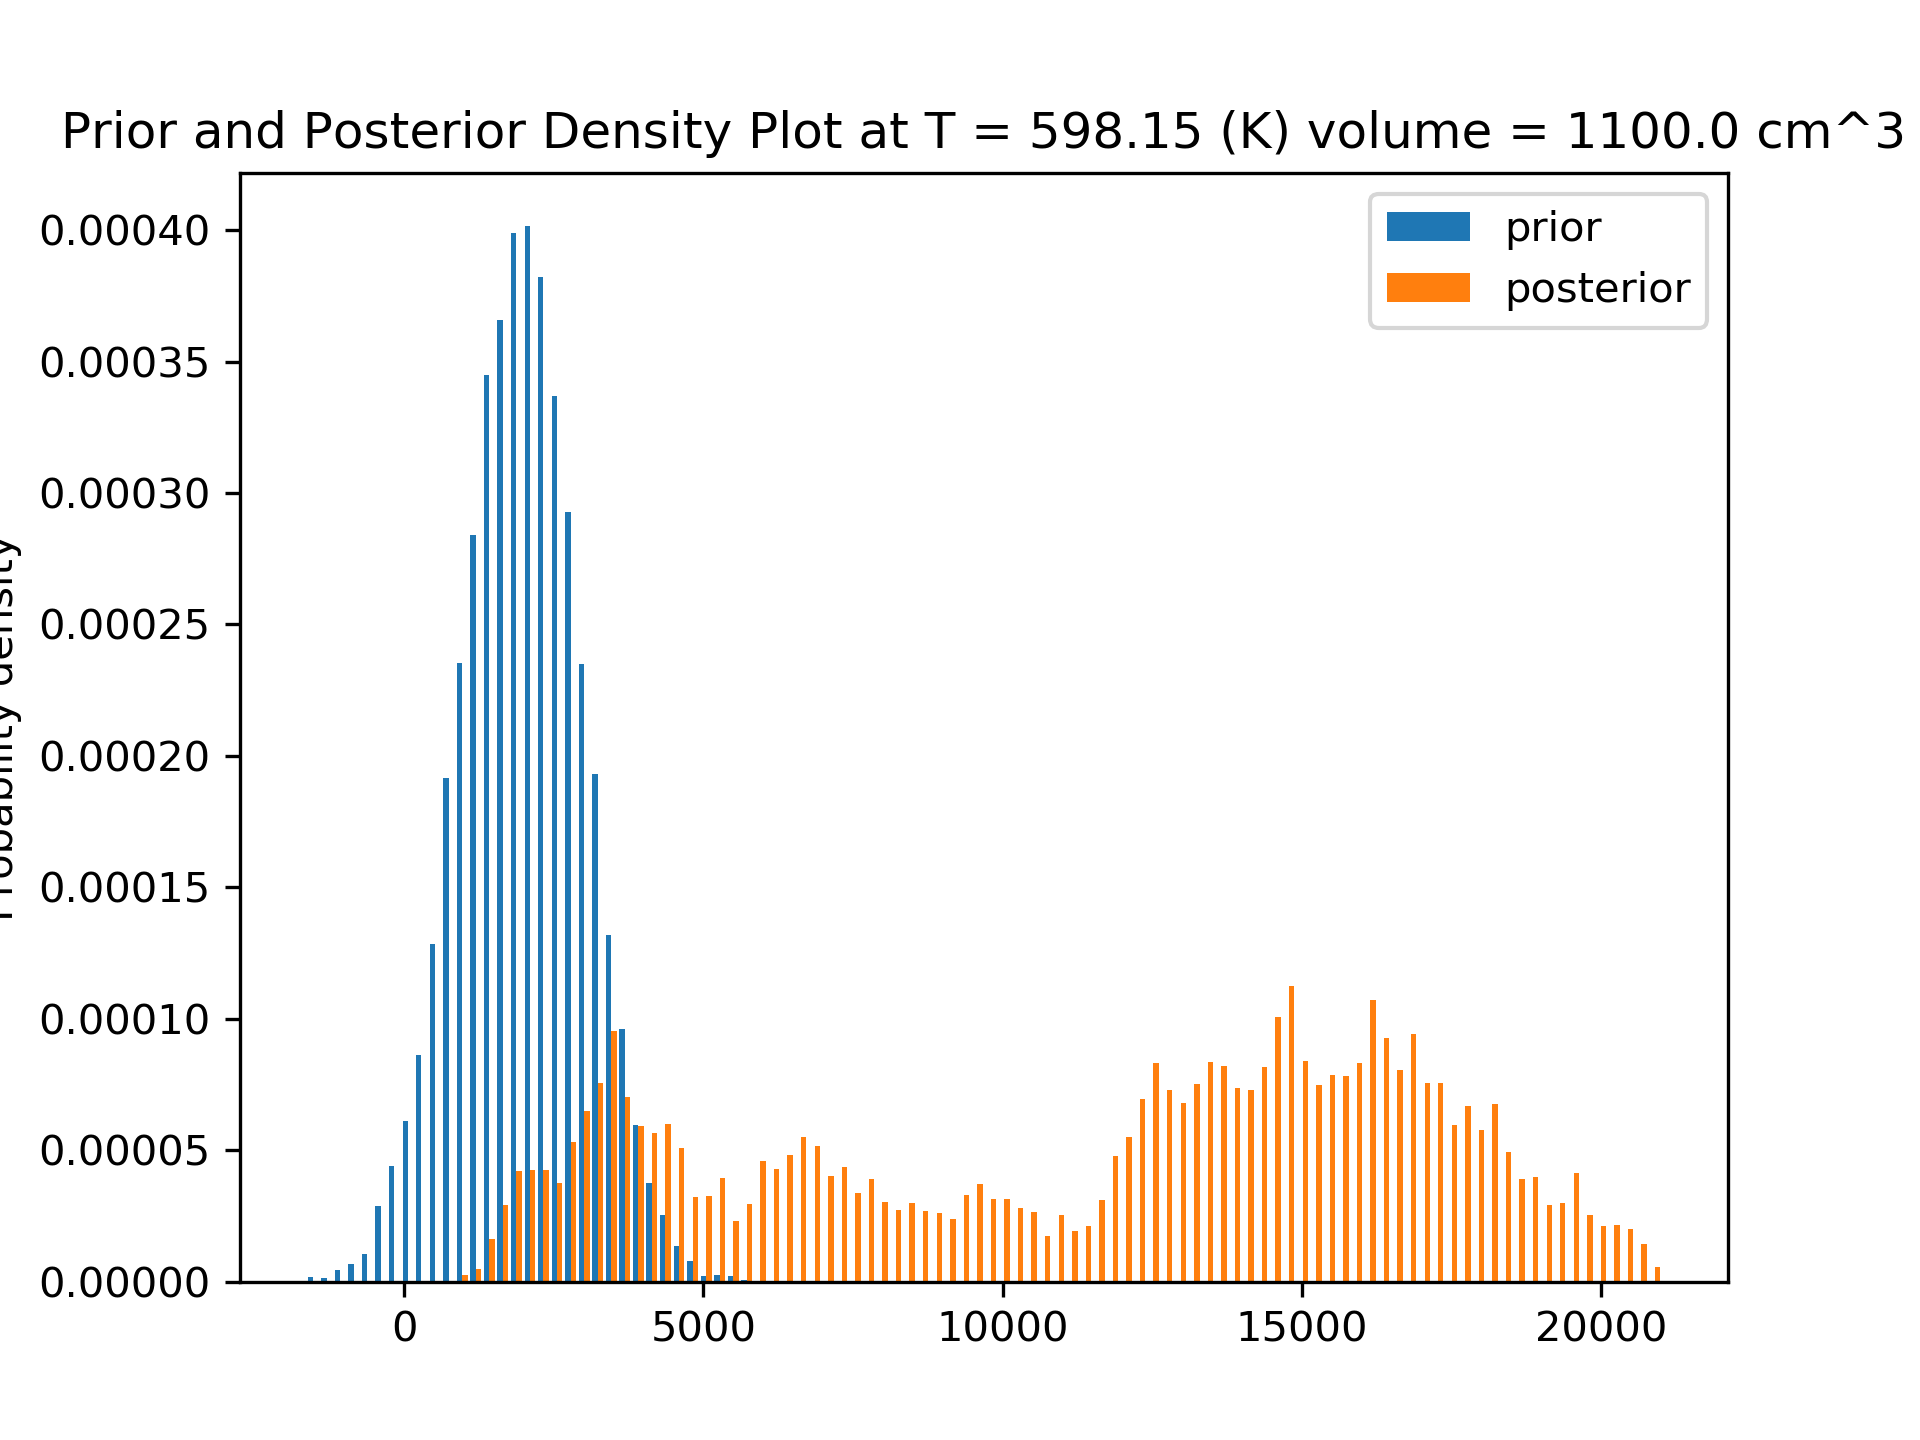 Prior and Posterior Density Plot at T = 598.15 (K) volume = 1100.0 cm^3
prior
posterior
0.00040
0.00035
0.00030
0.00025
0.00020
0.00015
0.00010
0.00005
0.00000
Probability density
0 5000 10000 15000 20000